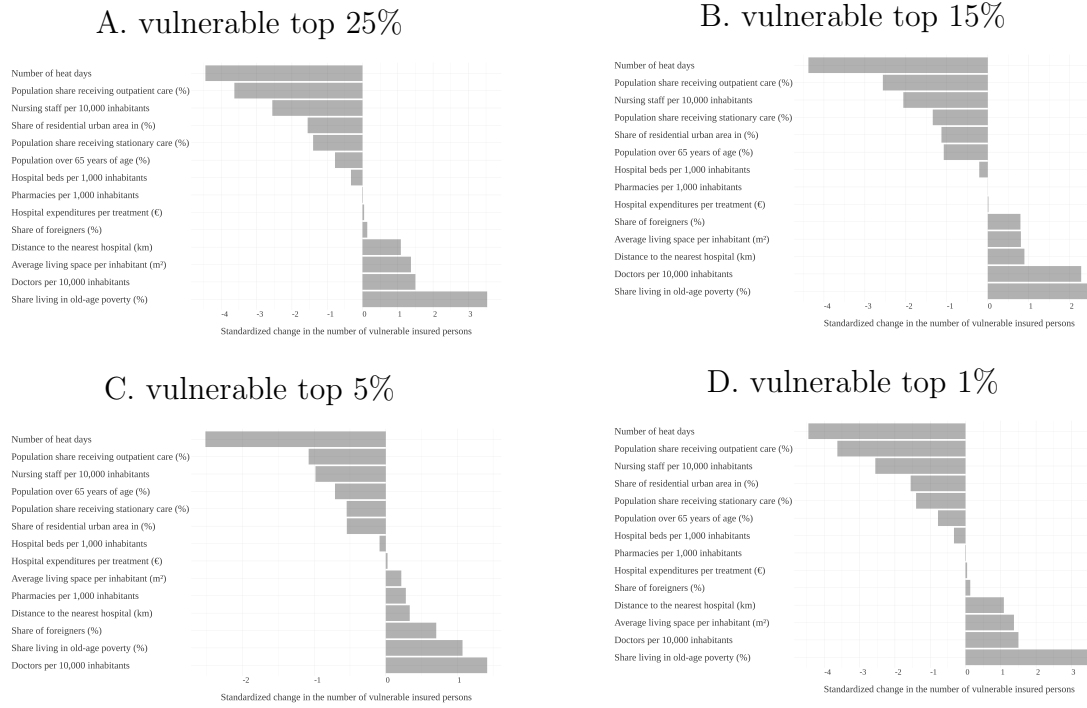 A. vulnerable top 25%
Number of heat days
Population share receiving outpatient care (%)
Nursing staff per 10,000 inhabitants
Share of residential urban area in (%)
Population share receiving stationary care (%)
Population over 65 years of age (%)
Hospital beds per 1,000 inhabitants
Pharmacies per 1,000 inhabitants
Hospital expenditures per treatment (€)
Share of foreigners (%)
Distance to the nearest hospital (km)
Average living space per inhabitant (m²)
Doctors per 10,000 inhabitants
Share living in old-age poverty (%)
-4 -3 -2 -1 0 1 2 3
Standardized change in the number of vulnerable insured persons
B. vulnerable top 15%
Number of heat days
Population share receiving outpatient care (%)
Nursing staff per 10,000 inhabitants
Population share receiving stationary care (%)
Share of residential urban area in (%)
Population over 65 years of age (%)
Hospital beds per 1,000 inhabitants
Pharmacies per 1,000 inhabitants
Hospital expenditures per treatment (€)
Share of foreigners (%)
Average living space per inhabitant (m²)
Distance to the nearest hospital (km)
Doctors per 10,000 inhabitants
Share living in old-age poverty (%)
-4 -3 -2 -1 0 1 2
Standardized change in the number of vulnerable insured persons
C. vulnerable top 5%
Number of heat days
Population share receiving outpatient care (%)
Nursing staff per 10,000 inhabitants
Population over 65 years of age (%)
Population share receiving stationary care (%)
Share of residential urban area in (%)
Hospital beds per 1,000 inhabitants
Hospital expenditures per treatment (€)
Average living space per inhabitant (m²)
Pharmacies per 1,000 inhabitants
Distance to the nearest hospital (km)
Share of foreigners (%)
Share living in old-age poverty (%)
Doctors per 10,000 inhabitants
-2 -1 0 1
Standardized change in the number of vulnerable insured persons
D. vulnerable top 1%
Number of heat days
Population share receiving outpatient care (%)
Nursing staff per 10,000 inhabitants
Share of residential urban area in (%)
Population share receiving stationary care (%)
Population over 65 years of age (%)
Hospital beds per 1,000 inhabitants
Pharmacies per 1,000 inhabitants
Hospital expenditures per treatment (€)
Share of foreigners (%)
Distance to the nearest hospital (km)
Average living space per inhabitant (m²)
Doctors per 10,000 inhabitants
Share living in old-age poverty (%)
-4 -3 -2 -1 0 1 2 3
Standardized change in the number of vulnerable insured persons